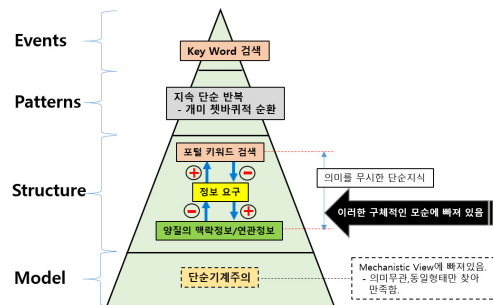 Events
Key Word 검색
Patterns
지속 단순 반복
- 개미 쳇바퀴적 순환
포털 키워드 검색
+
-
의미를 무시한 단순지식
Structure
정보 요구
이러한 구체적인 모순에 빠져 있음
-
+
양질의 맥락정보/연관정보
Model
단순기계주의
Mechanistic View에 빠져있음.
- 의미무관,동일형태만 찾아
만족함.